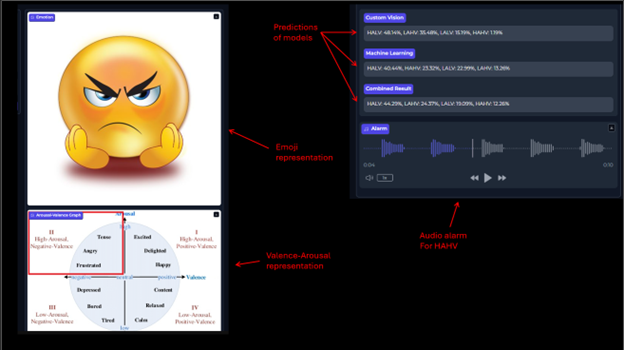 Emotion
Emoji
representation
Arousal-Valence Graph
Arousal
high
II
High-Arousal,
Negative-Valence
I
High-Arousal,
Positive-Valence
Tense
Excited
Angry
Delighted
Frustrated
Happy
negative
neutral
positive
Valence
Depressed
Content
Bored
Relaxed
Tired
Calm
III
Low-Arousal,
Negative-Valence
IV
Low-Arousal,
Positive-Valence
low
Valence-Arousal
representation
Predictions
of models
Custom Vision
HALV: 48.14%, LAHV: 35.48%, LALV: 15.19%, HAHV: 1.19%
Machine Learning
HALV: 40.44%, HAHV: 23.32%, LALV: 22.99%, LAHV: 13.26%
Combined Result
HALV: 44.29%, LAHV: 24.37%, LALV: 19.09%, HAHV: 12.26%
Alarm
0:04
0:10
1x
Audio alarm
For HAHV